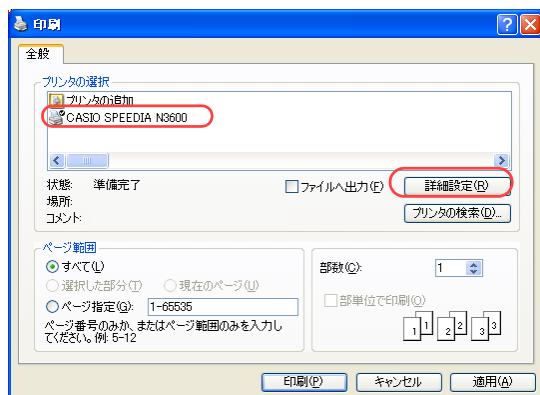 印刷
全般
プリンタの選択
プリンタの追加
CASIO SPEEDIA N3600
状態: 準備完了
場所:
コメント:
ファイルへ出力(F)
詳細設定(R)
プリンタの検索(D)...
ページ範囲
すべて(L)
選択した部分(T) 現在のページ(U)
ページ指定(G): 1-65535
ページ番号のみか、またはページ範囲のみを入力し
てください。例: 5-12
部数(C): 1
部単位で印刷(O)
1 1 2 2 3 3
印刷(P) キャンセル 適用(A)